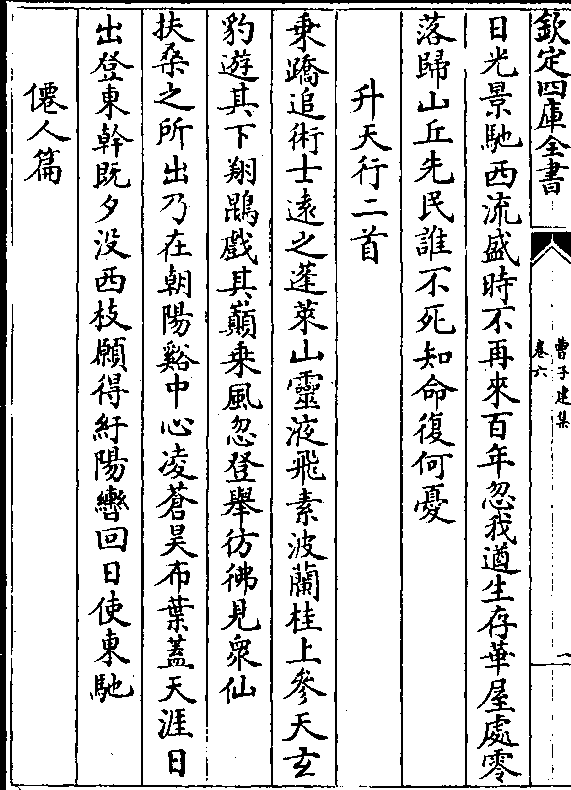 欽定四庫全書
曹子建集
卷六
日光景馳西流盛時不再來百年忽我遒生存華屋處零
落歸山丘先民誰不死知命復何憂
升天行二首
乗蹻追術士遠之蓬萊山靈液飛素波蘭桂上參天玄
豹遊其下翔鵾戲其巔乗風忽登舉彷彿見衆仙
扶桑之所出乃在朝陽谿中心凌蒼昊布葉蓋天涯日
出登東幹既夕没西枝願得紆陽轡回日使東馳
僊人篇